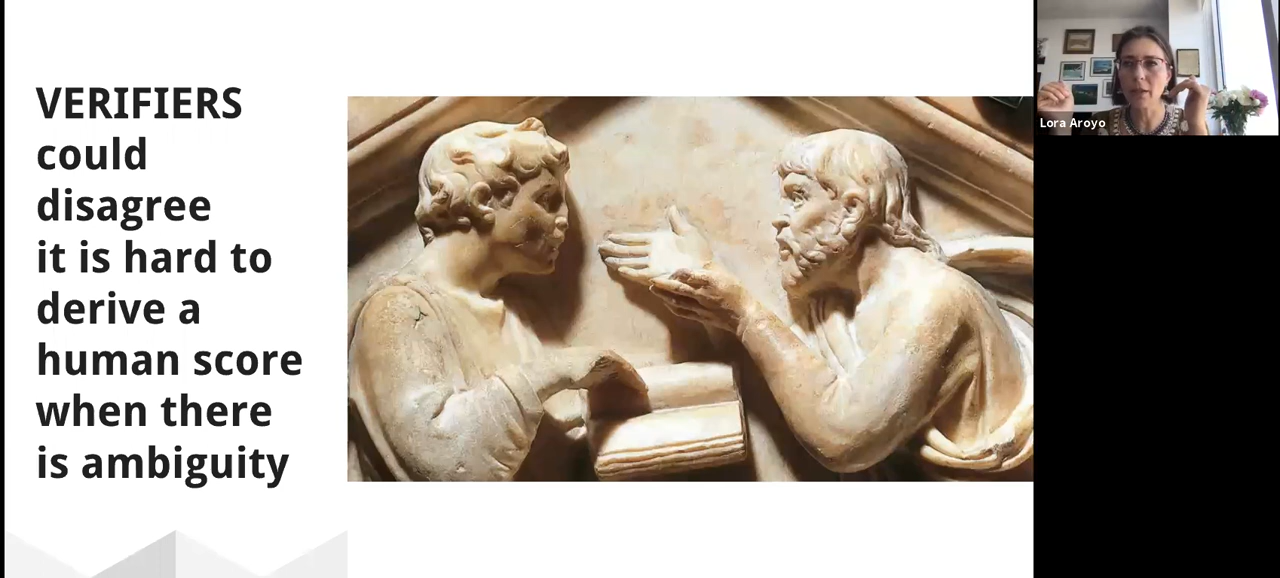 VERIFIERS
could
disagree
it is hard to
derive a
human score
when there
is ambiguity
Lora Aroyo